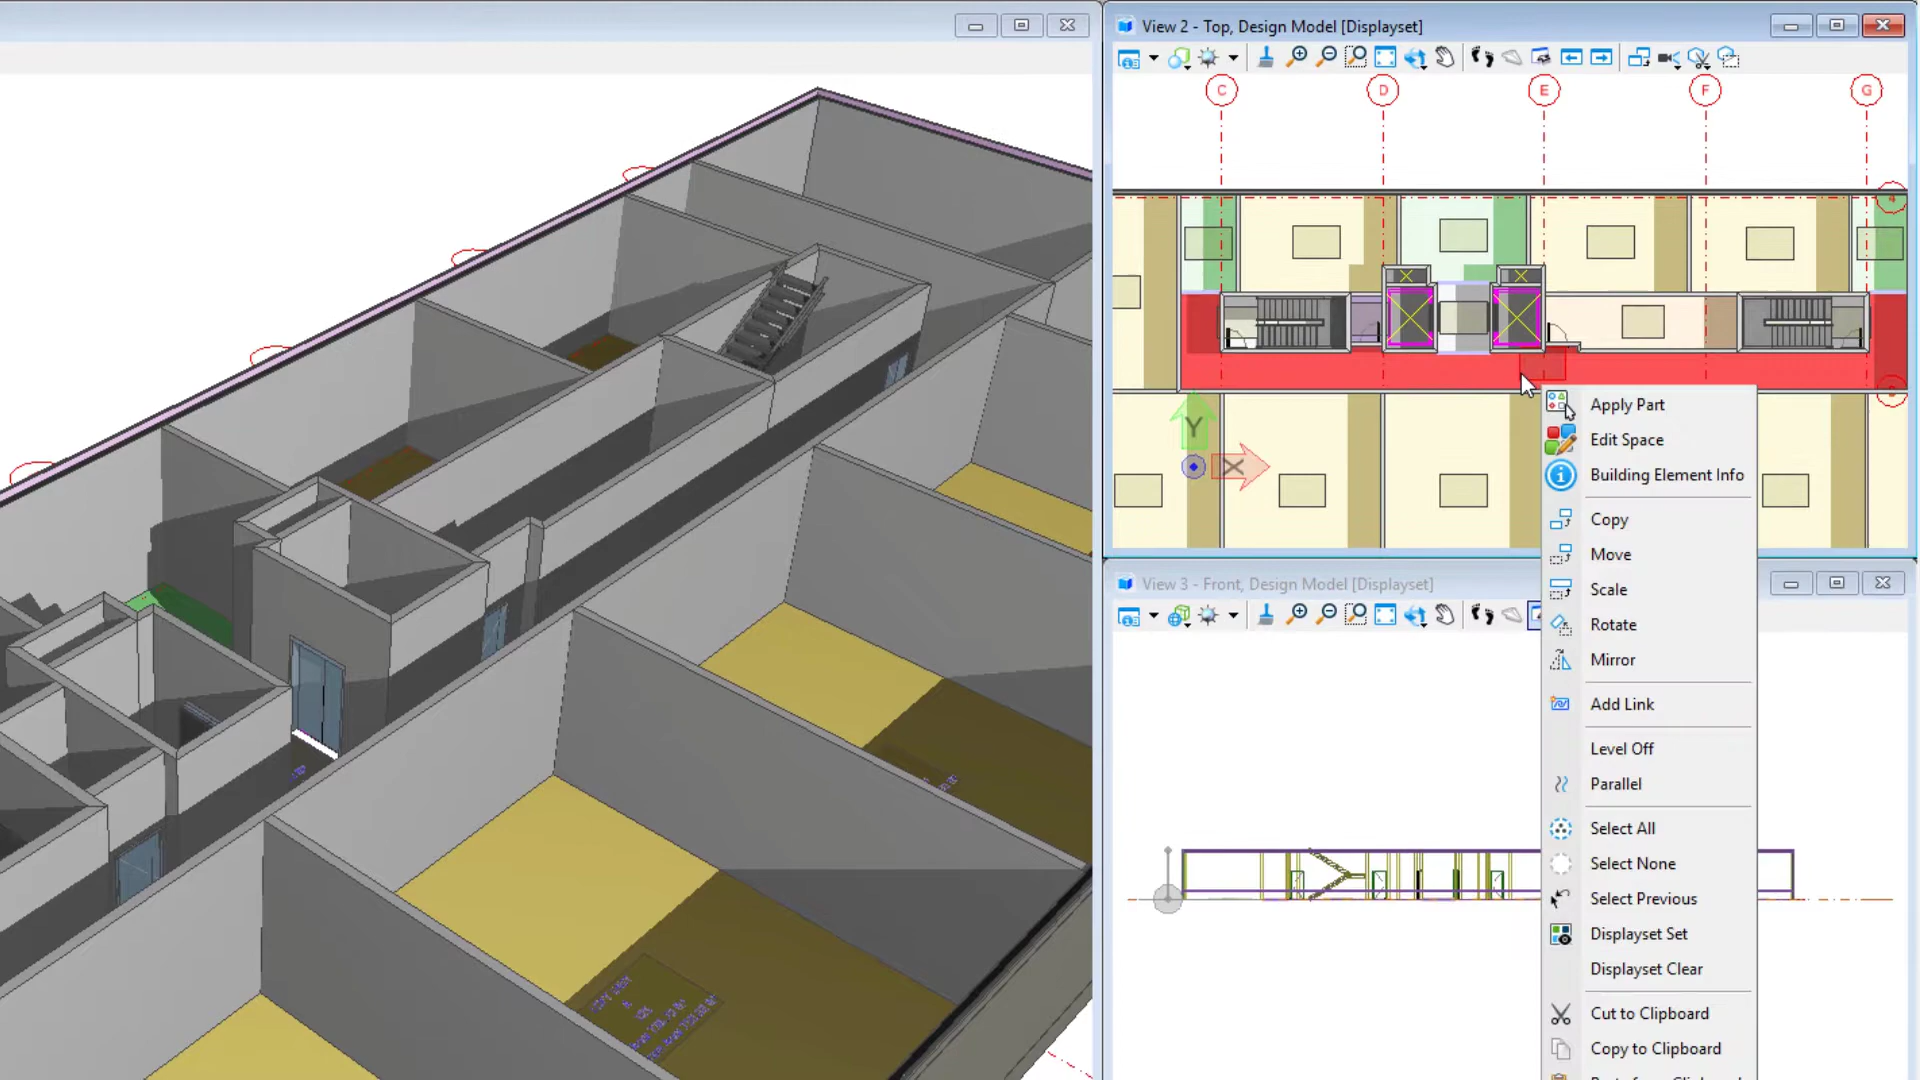 View 2 - Top, Design Model [Displayset]
C D E F G
Y
X
Apply Part
Edit Space
Building Element Info
Copy
Move
Scale
Rotate
Mirror
Add Link
Level Off
Parallel
Select All
Select None
Select Previous
Displayset Set
Displayset Clear
Cut to Clipboard
Copy to Clipboard
View 3 - Front, Design Model [Displayset]